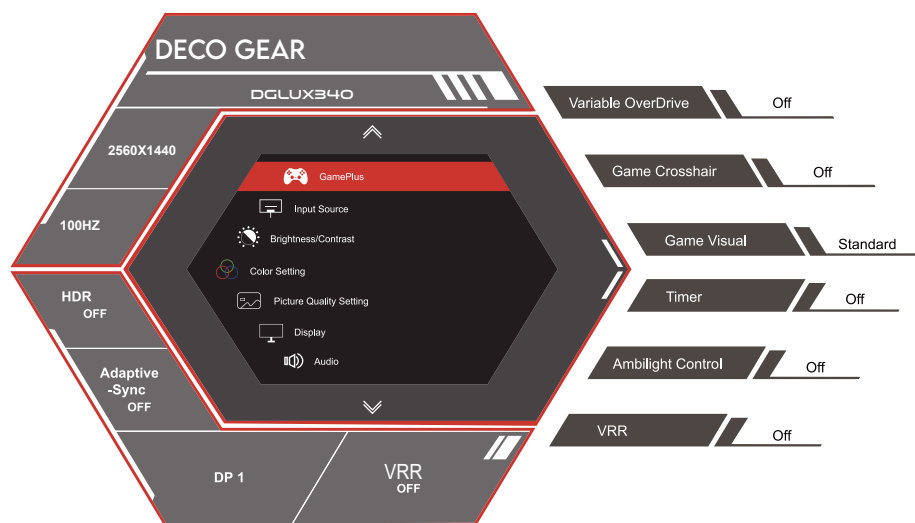 DECO GEAR
DGLUX340
2560X1440
100HZ
HDR
OFF
Adaptive
-Sync
OFF
DP 1
VRR
OFF
GamePlus
Input Source
Brightness/Contrast
Color Setting
Picture Quality Setting
Display
Audio
Variable OverDrive Off
Game Crosshair Off
Game Visual Standard
Timer Off
Ambilight Control Off
VRR Off